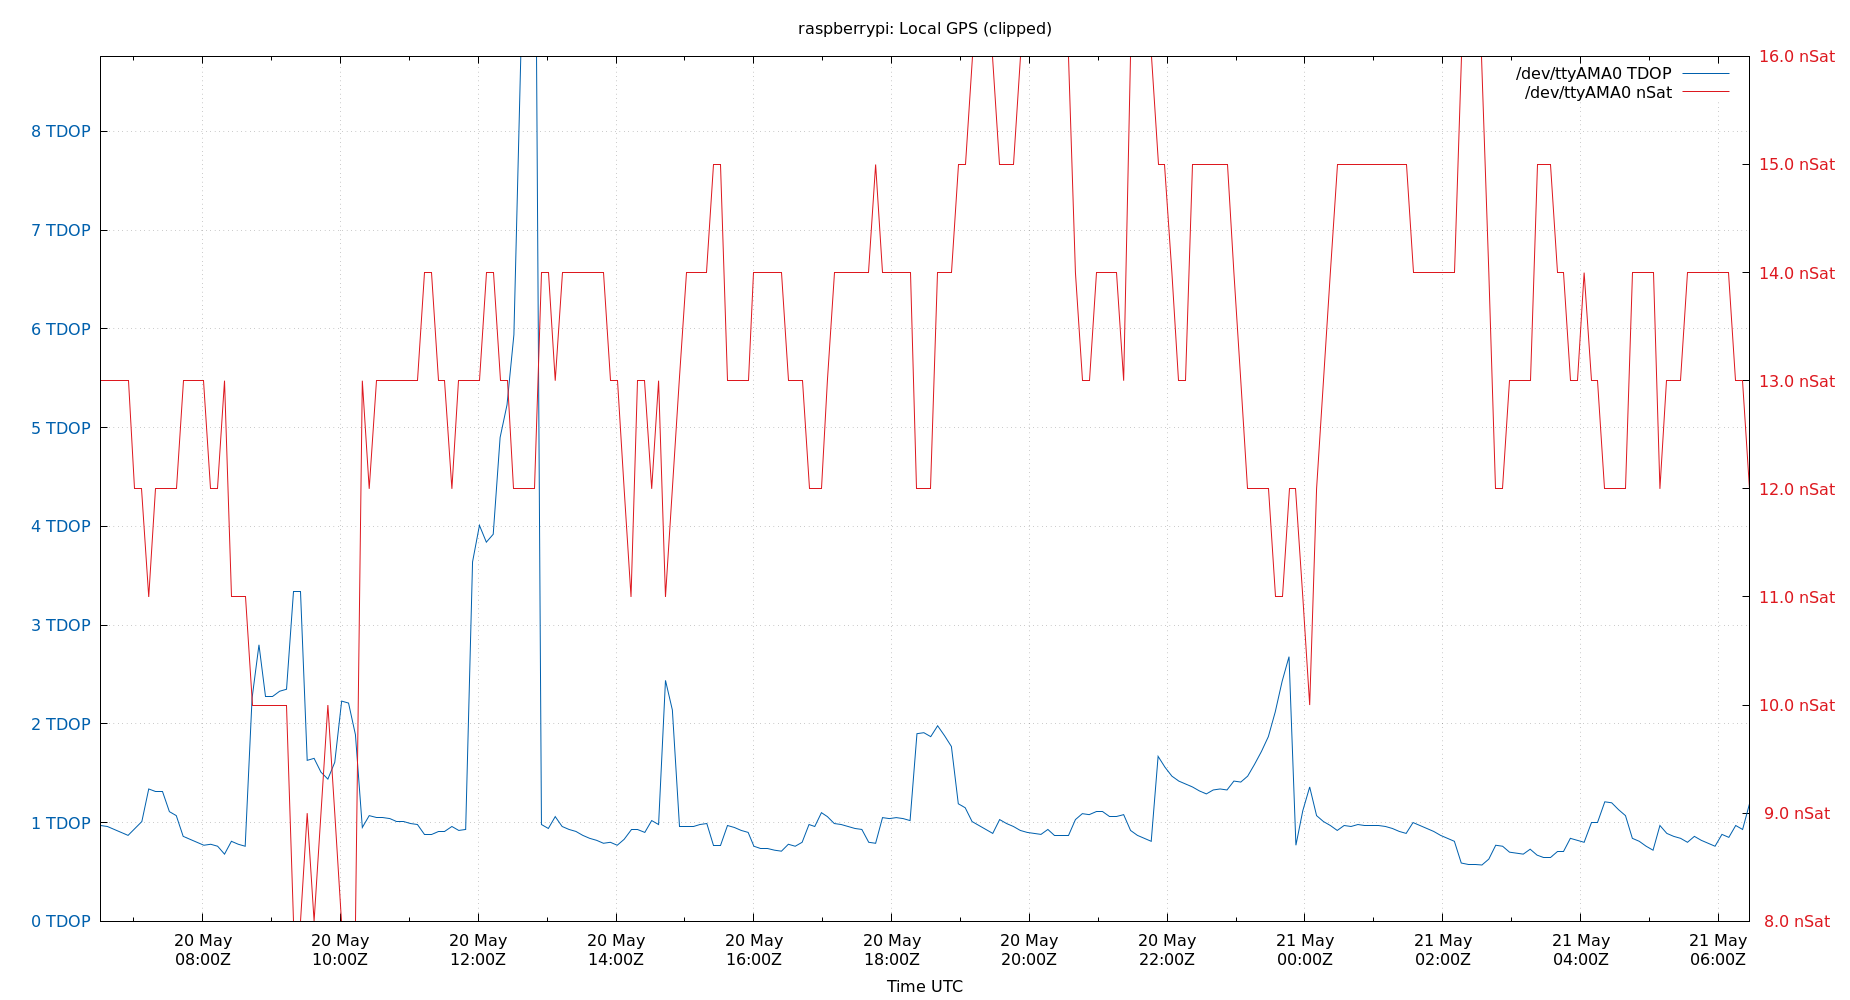 raspberrypi: Local GPS (clipped)
16.0 nSat
/dev/ttyAMA0 TDOP
/dev/ttyAMA0 nSat
8 TDOP
15.0 nSat
7 TDOP
14.0 nSat
6 TDOP
13.0 nSat
5 TDOP
12.0 nSat
4 TDOP
11.0 nSat
3 TDOP
10.0 nSat
2 TDOP
9.0 nSat
1 TDOP
0 TDOP
8.0 nSat
20 May 20 May 20 May 20 May 20 May 20 May 20 May 20 May 21 May 21 May 21 May 21 May
08:00Z 10:00Z 12:00Z 14:00Z 16:00Z 18:00Z 20:00Z 22:00Z 00:00Z 02:00Z 04:00Z 06:00Z
Time UTC